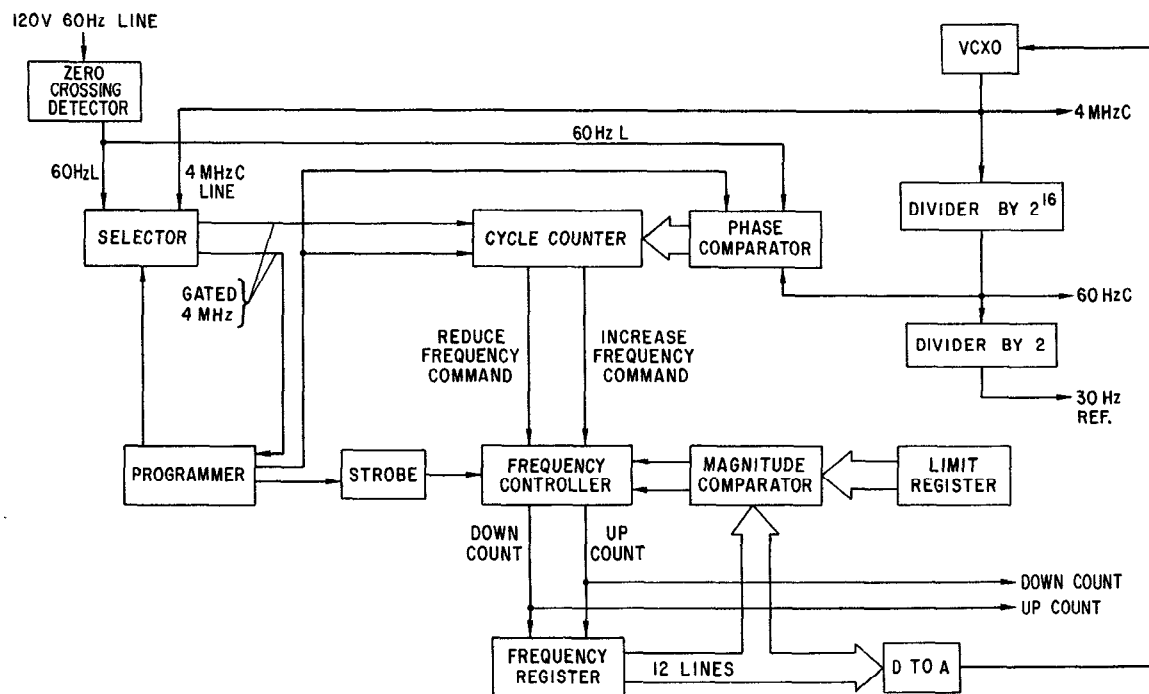 120V 60Hz LINE
ZERO
CROSSING
DETECTOR
VCXO
4 MHzC
60Hz L
60HzL
4 MHzC
LINE
DIVIDER BY 2^16
SELECTOR
CYCLE COUNTER
PHASE
COMPARATOR
GATED
4 MHz
60 HzC
DIVIDER BY 2
REDUCE
FREQUENCY
COMMAND
INCREASE
FREQUENCY
COMMAND
30 Hz
REF.
PROGRAMMER
STROBE
FREQUENCY
CONTROLLER
MAGNITUDE
COMPARATOR
LIMIT
REGISTER
DOWN
COUNT
UP
COUNT
DOWN COUNT
UP COUNT
FREQUENCY
REGISTER
12 LINES
D TO A